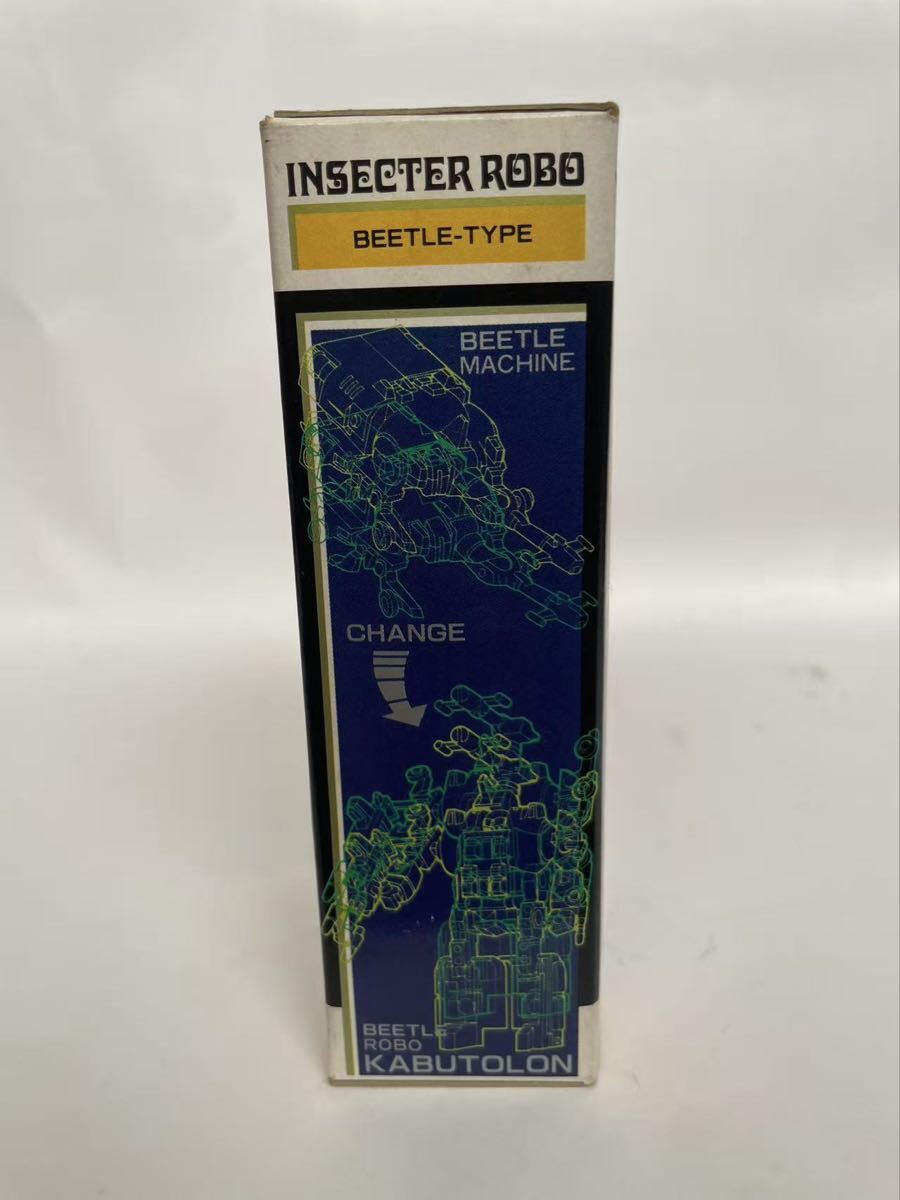 INSECTER ROBO
BEETLE-TYPE
BEETLE
MACHINE
CHANGE
BEETLE
ROBO
KABUTOLON